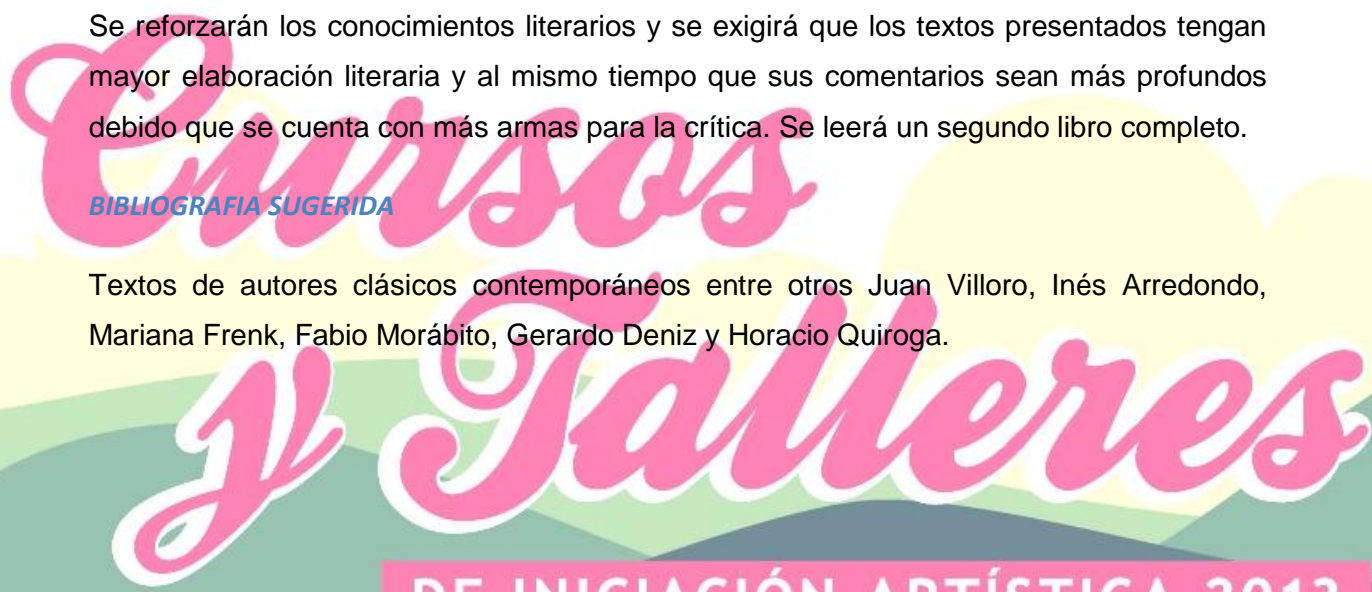 Se reforzarán los conocimientos literarios y se exigirá que los textos presentados tengan
mayor elaboración literaria y al mismo tiempo que sus comentarios sean más profundos
debido que se cuenta con más armas para la crítica. Se leerá un segundo libro completo.
Cursos
BIBLIOGRAFIA SUGERIDA
Textos de autores clásicos contemporáneos entre otros Juan Villoro, Inés Arredondo,
Mariana Frenk, Fabio Morábito, Gerardo Deniz y Horacio Quiroga.
y Talleres
DE INICIACIÓN ARTÍSTICA 2013